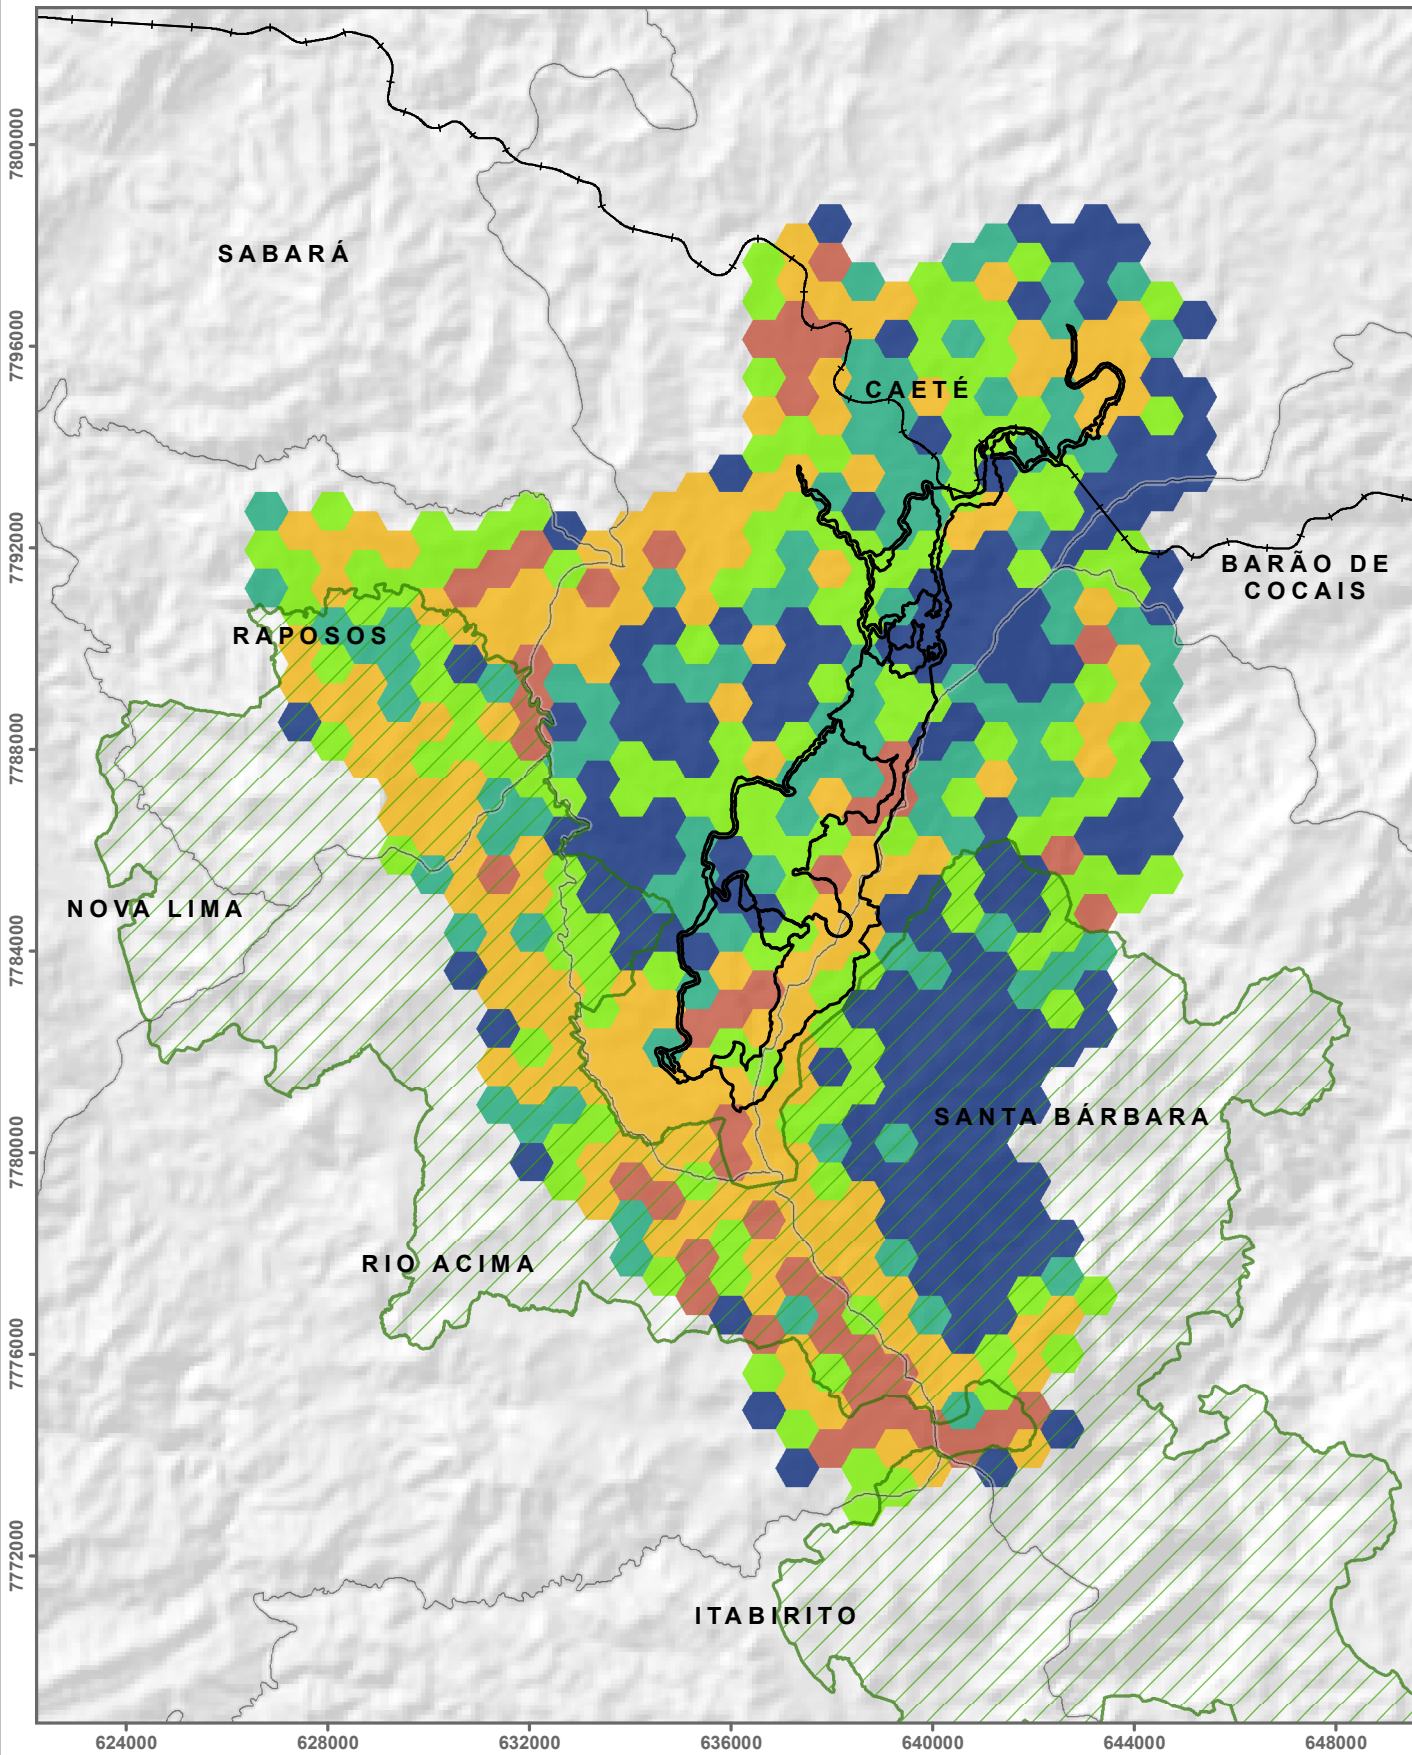 7800000
SABARÁ
7796000
CAETÉ
7792000
BARÃO DE
COCAIS
RAPOSOS
7788000
NOVA LIMA
7784000
SANTA BÁRBARA
7780000
RIO ACIMA
7776000
7772000
ITABIRITO
624000 628000 632000 636000 640000 644000 648000